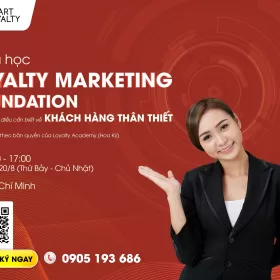 ART
YALTY
học
YALTY MARKETING
NDATION
điều cần biết về KHÁCH HÀNG THÂN THIẾT
theo bản quyền của Loyalty Academy (Hoa Kỳ)
- 17:00
20/8 (Thứ Bảy - Chủ Nhật)
Chí Minh
KÝ NGAY 0905 193 686